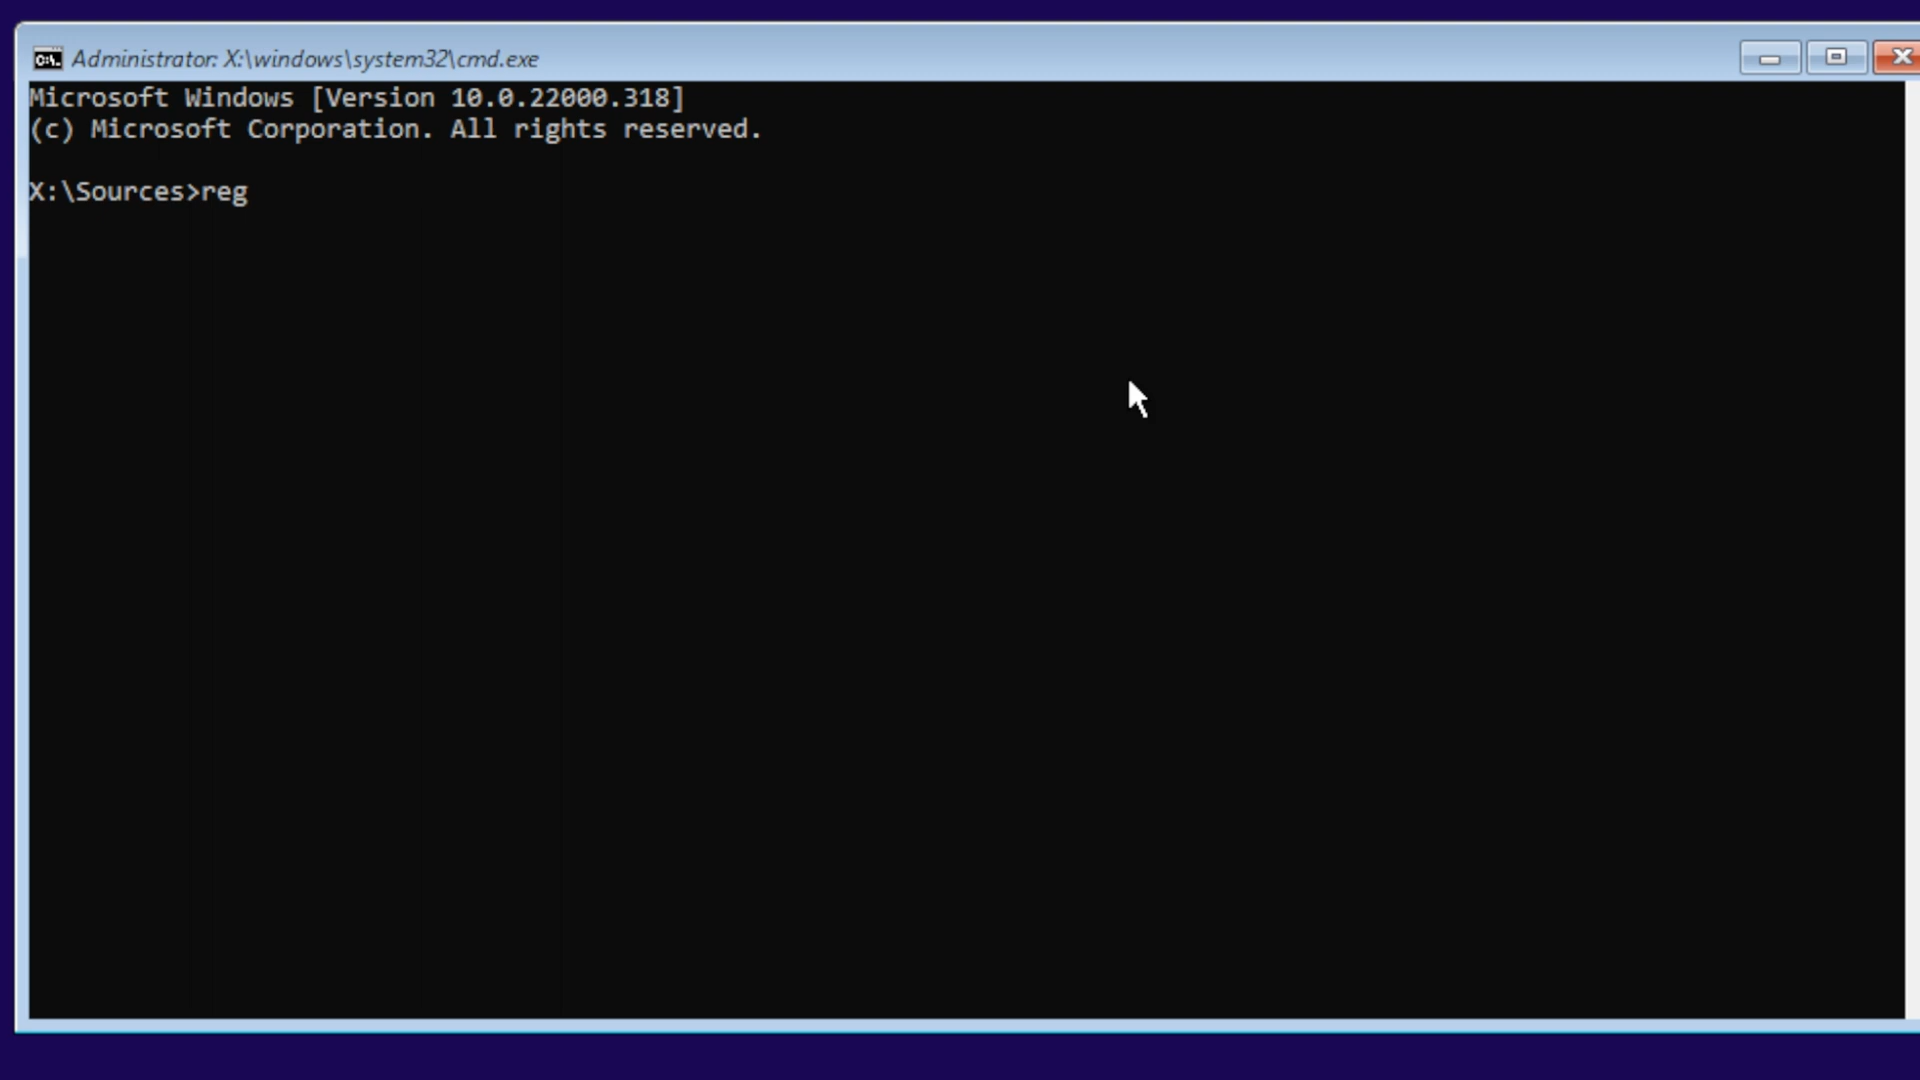 Administrator: X:\windows\system32\cmd.exe
Microsoft Windows [Version 10.0.22000.318]
(c) Microsoft Corporation. All rights reserved.
X:\Sources>reg